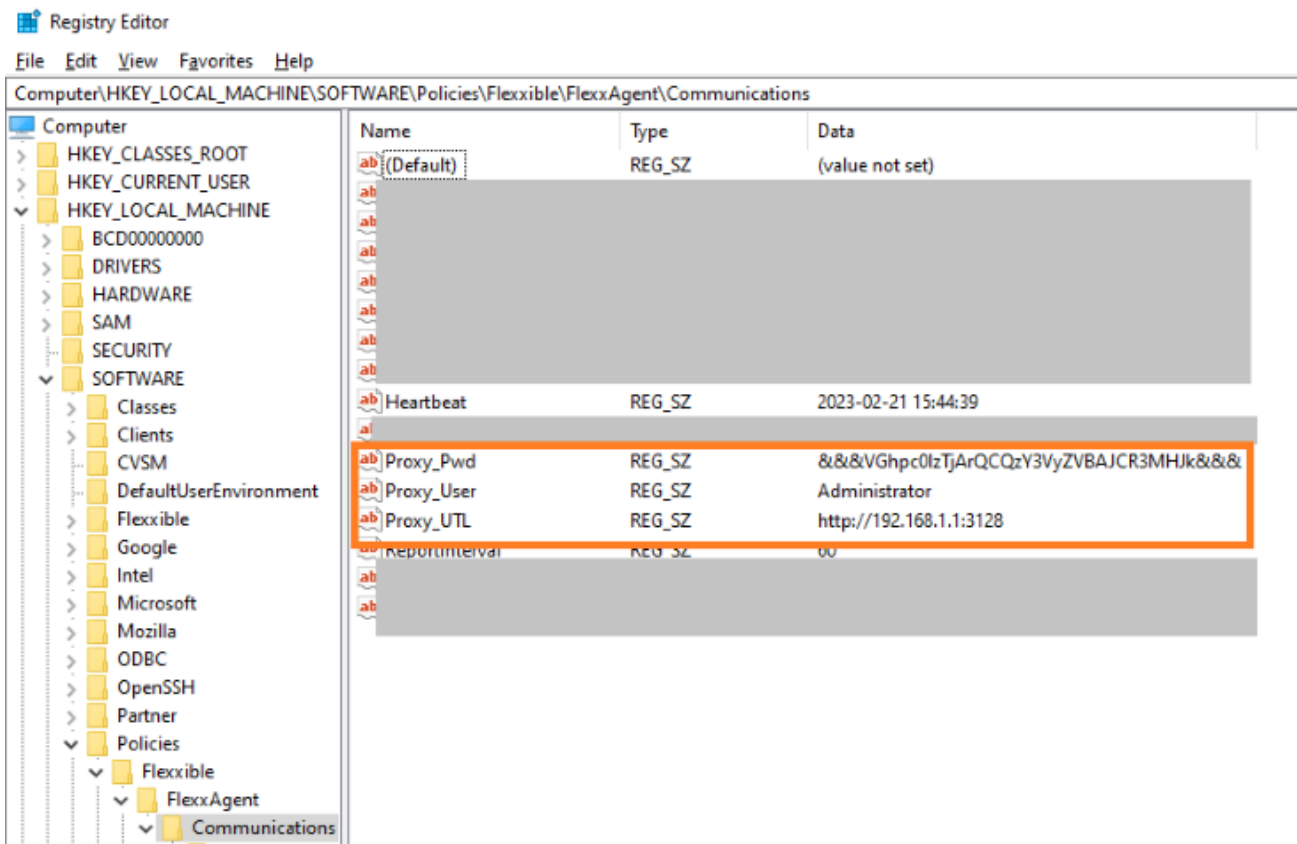 Registry Editor
File Edit View Favorites Help
Computer\HKEY_LOCAL_MACHINE\SOFTWARE\Policies\Flexxible\FlexxAgent\Communications
Computer
HKEY_CLASSES_ROOT
HKEY_CURRENT_USER
HKEY_LOCAL_MACHINE
BCD00000000
DRIVERS
HARDWARE
SAM
SECURITY
SOFTWARE
Classes
Clients
CVSM
DefaultUserEnvironment
Flexxible
Google
Intel
Microsoft
Mozilla
ODBC
OpenSSH
Partner
Policies
Flexxible
FlexxAgent
Communications
Name Type Data
(Default) REG_SZ (value not set)
Heartbeat REG_SZ 2023-02-21 15:44:39
Proxy_Pwd REG_SZ &&&VGhpc0lzTjArQCQzY3VyZVBAJCR3MHJk&&&
Proxy_User REG_SZ Administrator
Proxy_UTL REG_SZ http://192.168.1.1:3128
ReportInterval REG_SZ 60